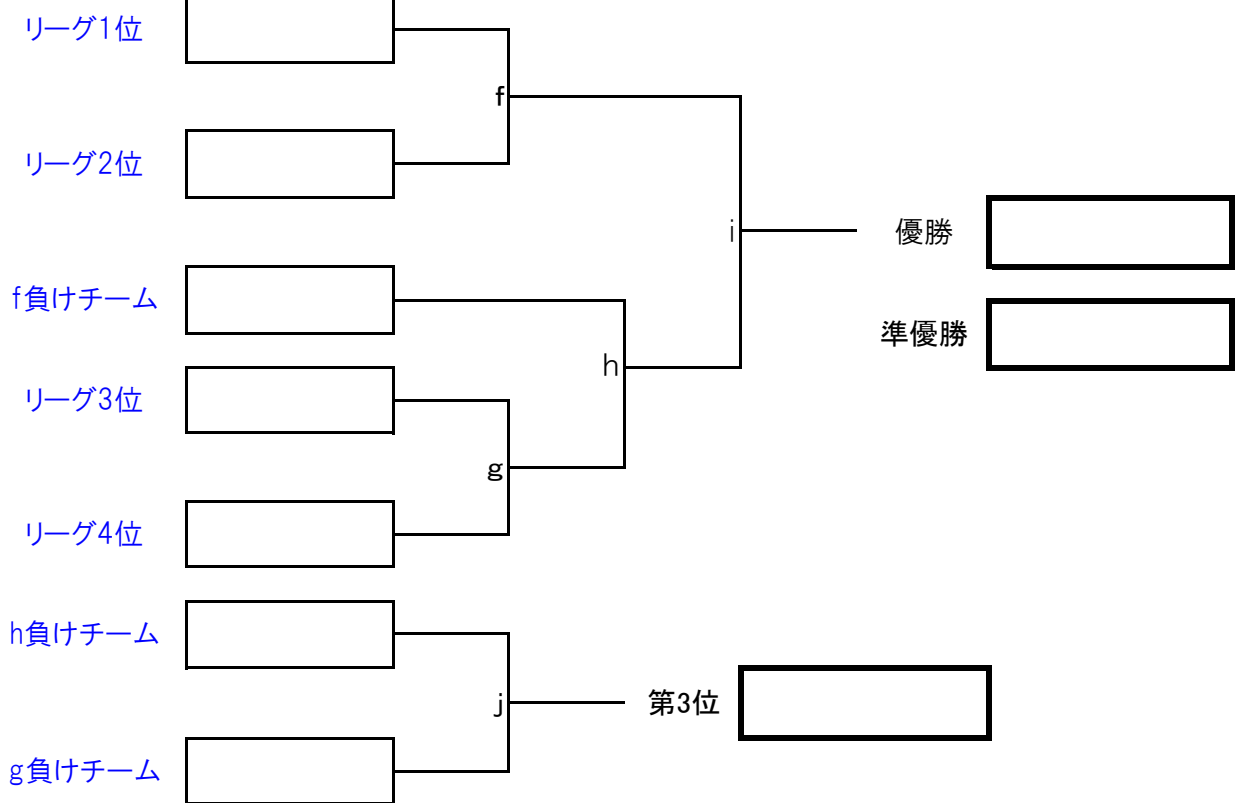 リーグ1位
f
リーグ2位
i
優勝
f負けチーム
準優勝
h
リーグ3位
g
リーグ4位
h負けチーム
j
第3位
g負けチーム